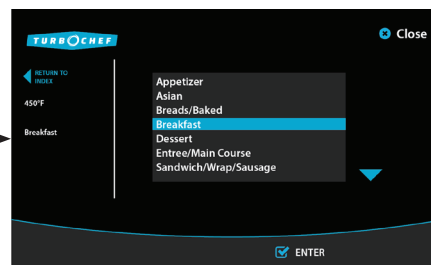 TURBOCHEF
Close
RETURN TO
INDEX
450°F
Breakfast
Appetizer
Asian
Breads/Baked
Breakfast
Dessert
Entree/Main Course
Sandwich/Wrap/Sausage
ENTER